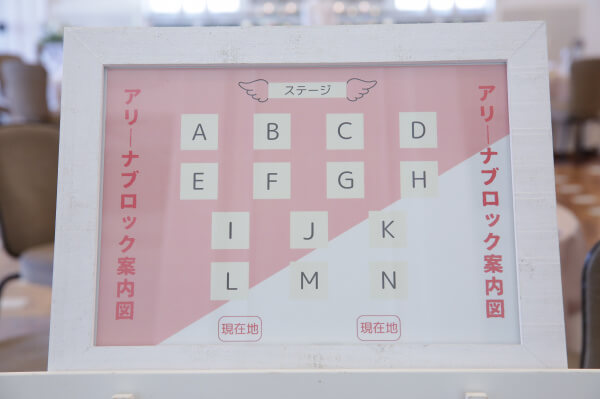 ステージ
アリーナブロック案内図
A B C D
E F G H
I J K
L M N
現在地 現在地
アリーナブロック案内図